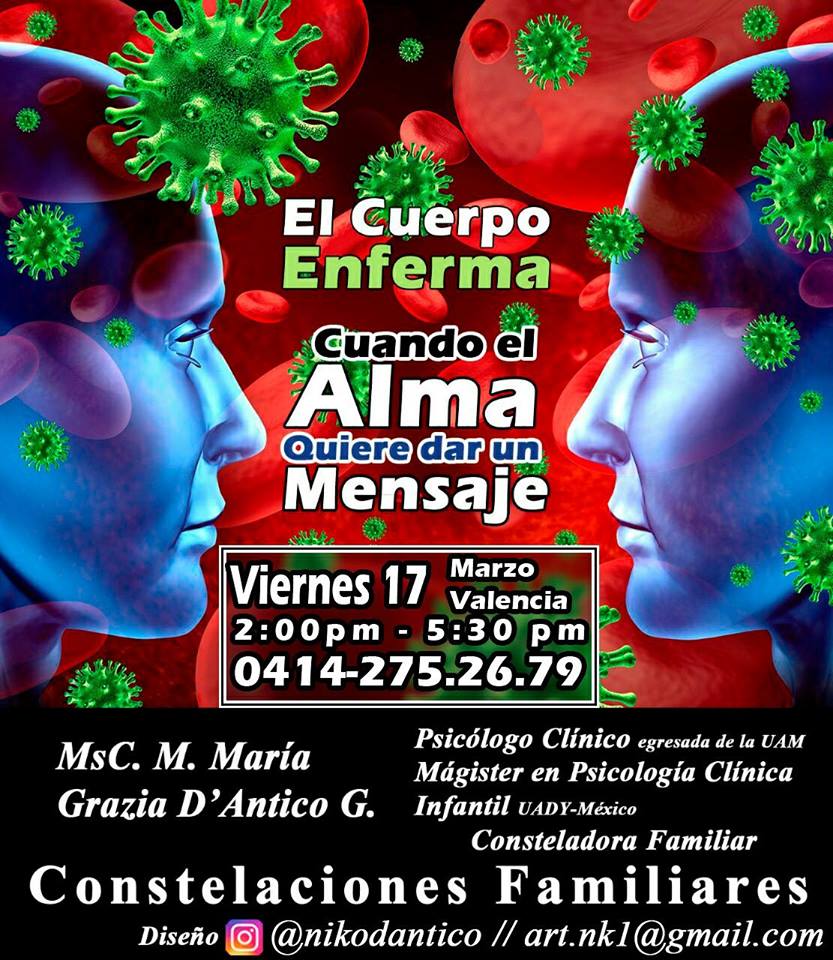 El Cuerpo
Enferma
Cuando el
Alma
Quiere dar un
Mensaje
Viernes 17 Marzo
Valencia
2:00pm - 5:30 pm
0414-275.26.79
MsC. M. María
Grazia D'Antico G.
Psicólogo Clínico egresada de la UAM
Mágister en Psicología Clínica
Infantil UADY-México
Consteladora Familiar
Constelaciones Familiares
Diseño @nikodantico // art.nk1@gmail.com